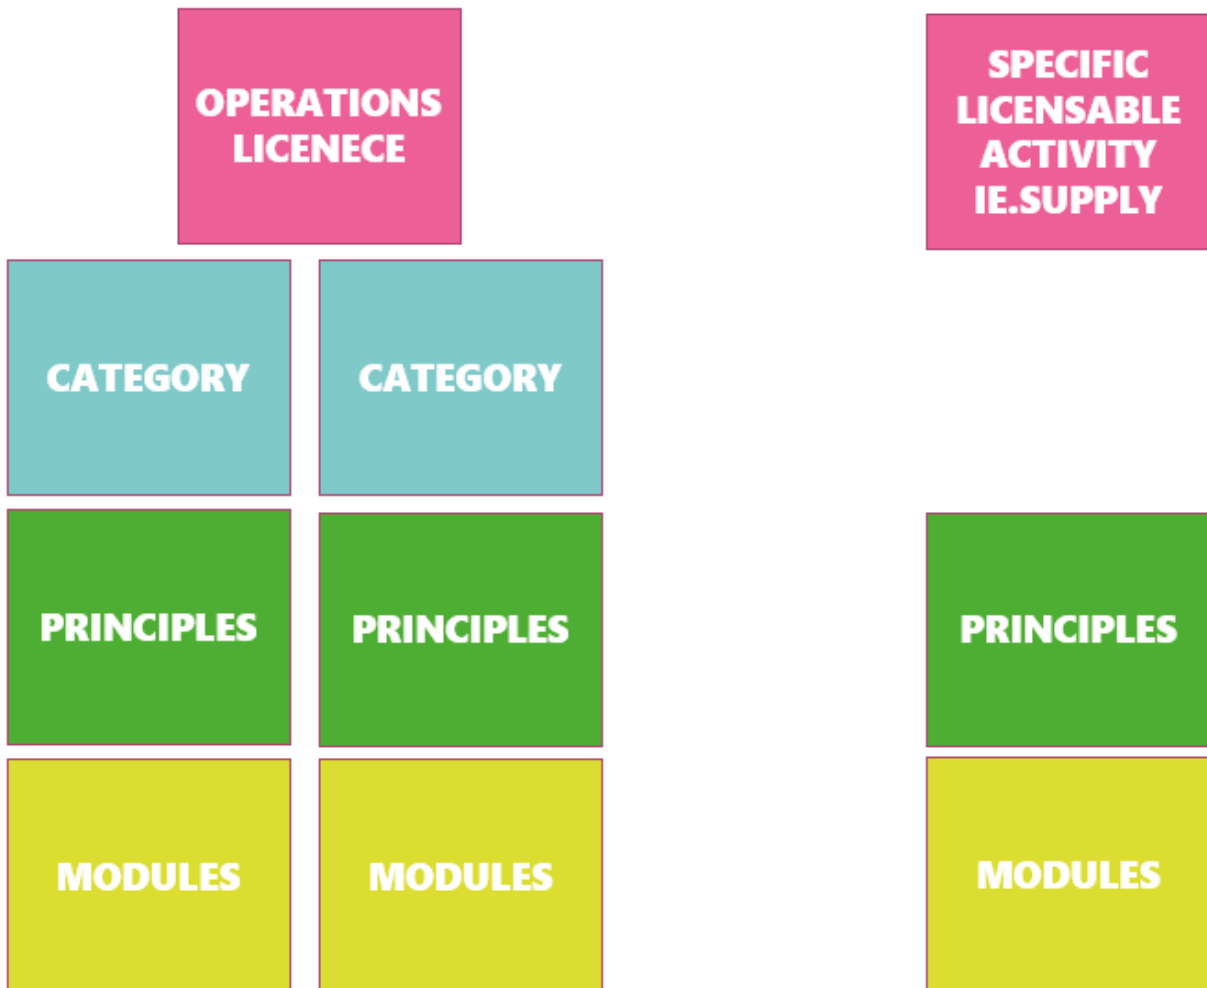 OPERATIONS
LICENECE
SPECIFIC
LICENSABLE
ACTIVITY
IE.SUPPLY
CATEGORY
CATEGORY
PRINCIPLES
PRINCIPLES
PRINCIPLES
MODULES
MODULES
MODULES